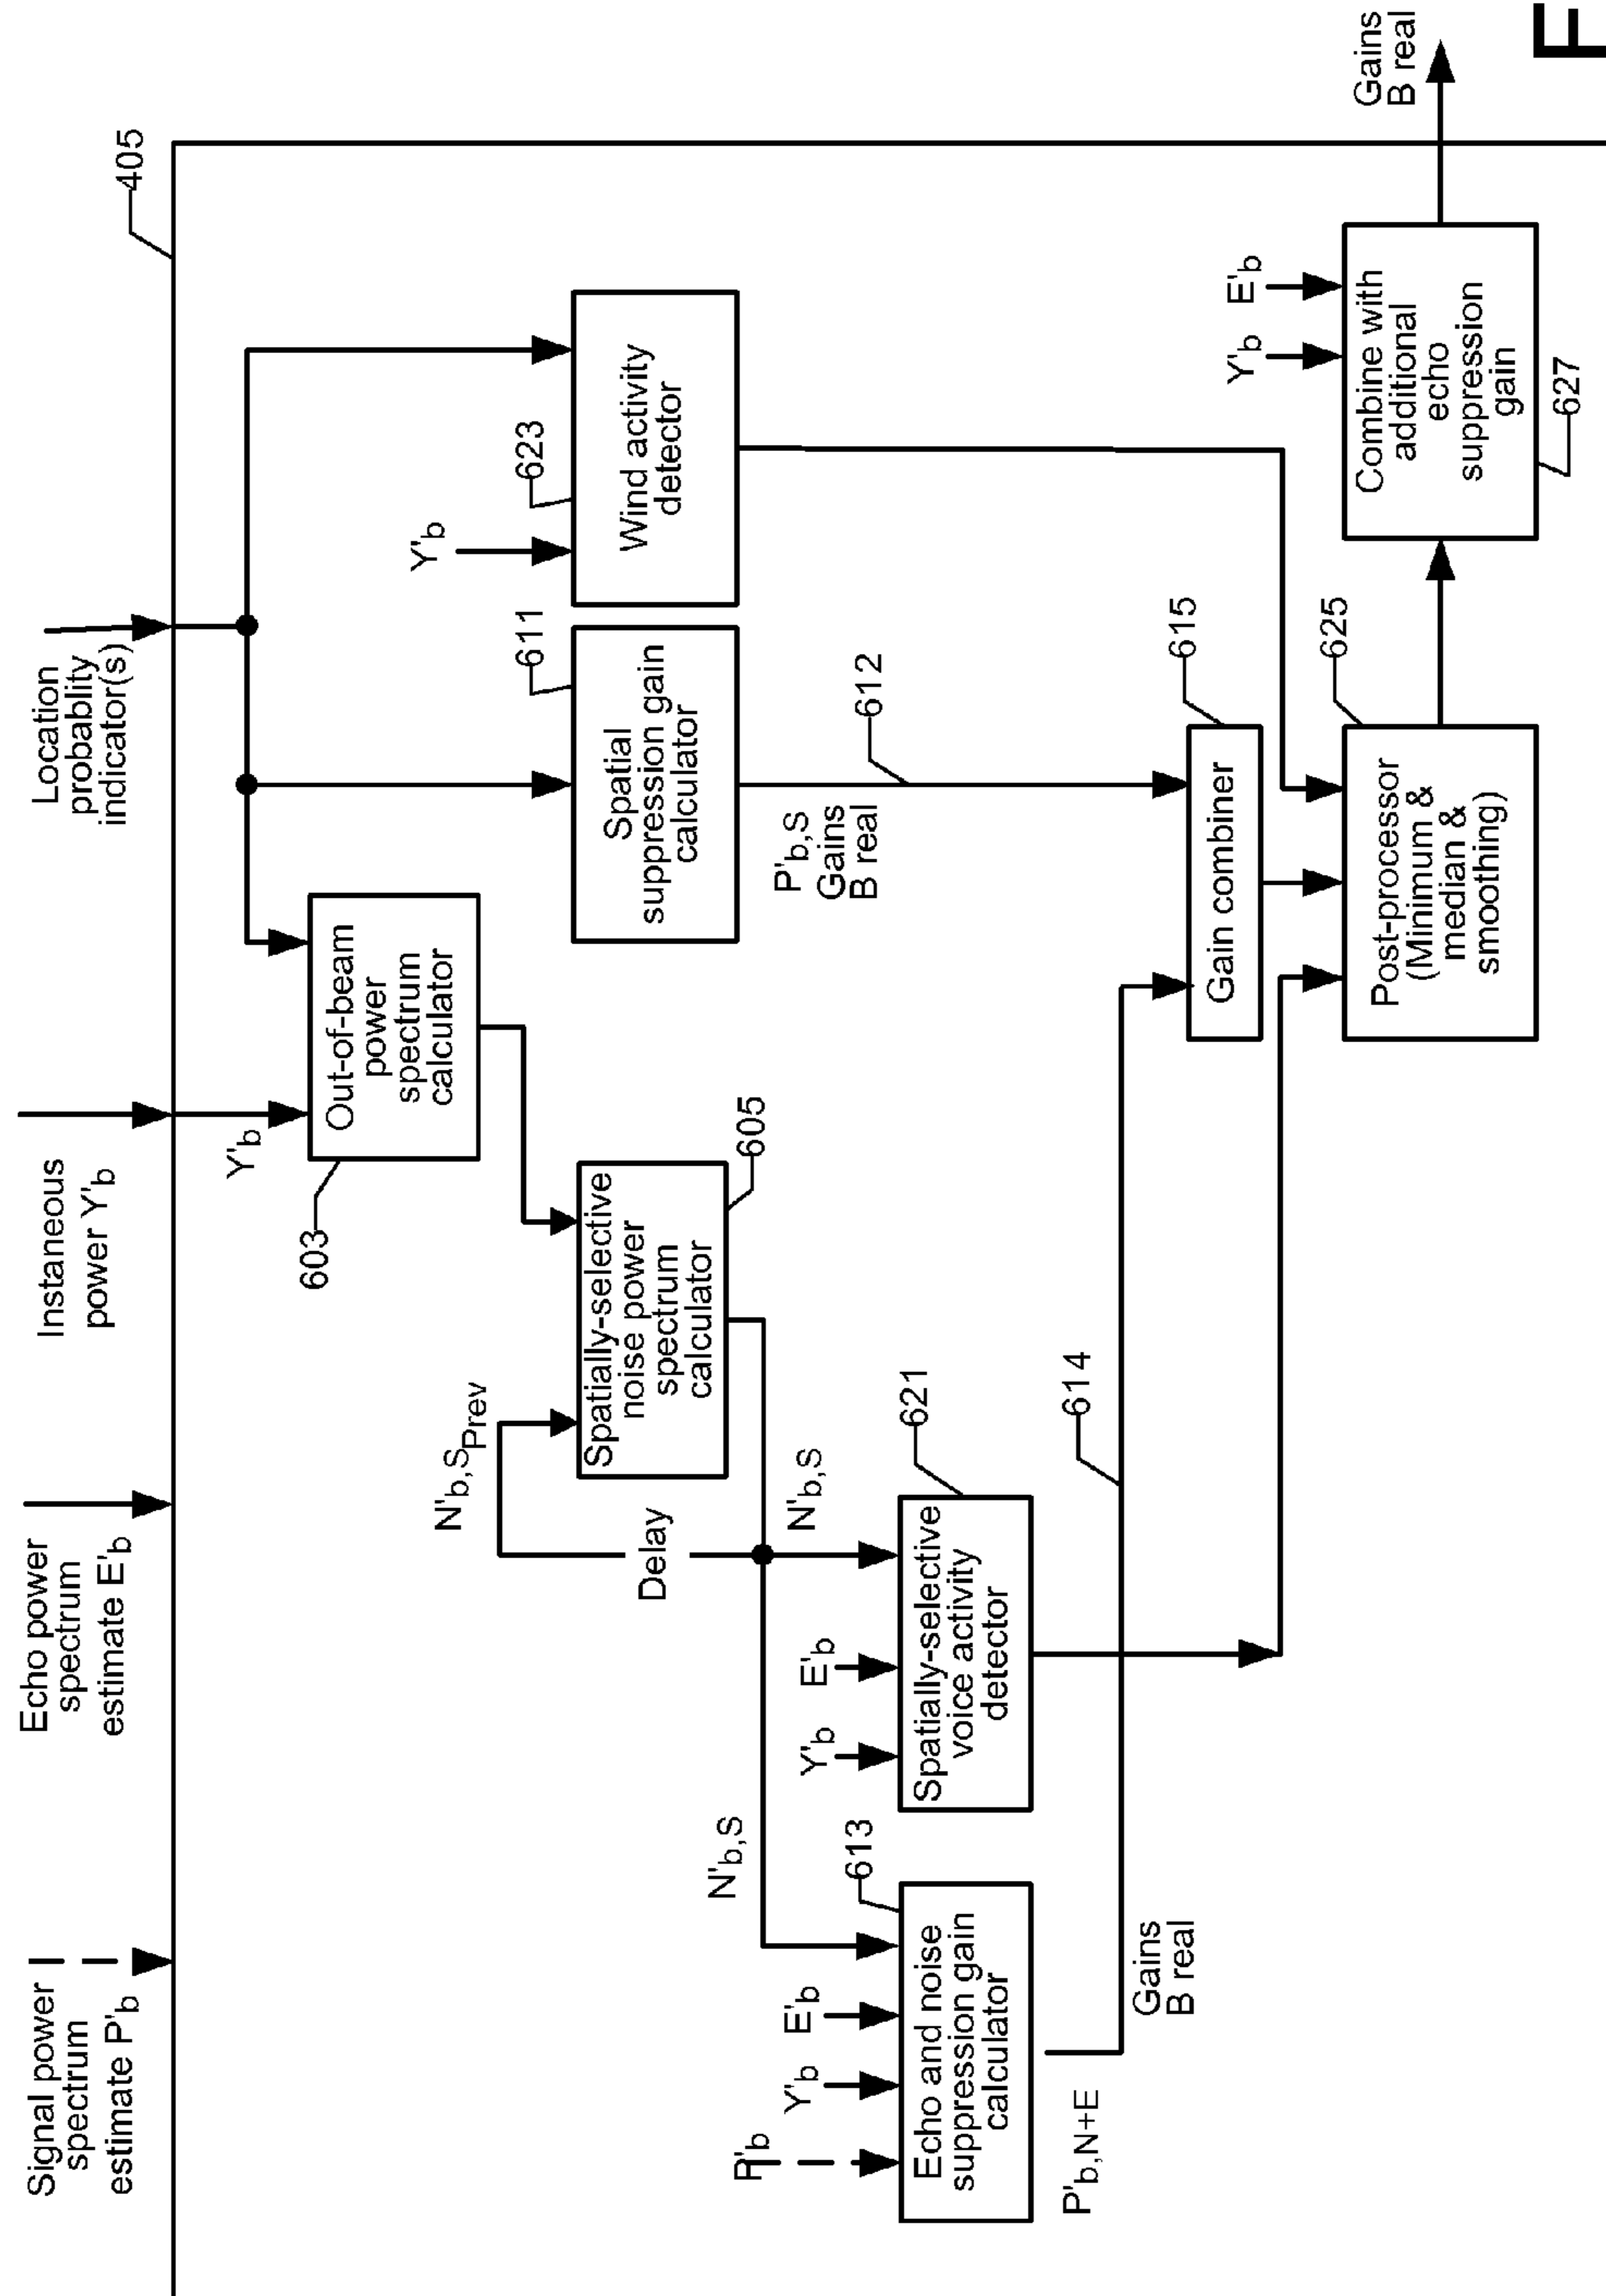 Signal power
spectrum
estimate P'b
Echo power
spectrum
estimate E'b
Instaneous
power Y'b
Location
probablity
indicator(s)
405
Y'b
Out-of-beam
power
spectrum
calculator
603
N'b,SPrev
Spatially-selective
noise power
spectrum
calculator
605
Delay
Spatial
suppression gain
calculator
611
Y'b
Wind activity
detector
623
N'b,S
N'b,S
P'b
Y'b
E'b
Echo and noise
suppression gain
calculator
613
Y'b
E'b
Spatially-selective
voice activity
detector
621
P'b,S
Gains
B real
612
P'b,N+E
Gains
B real
614
Gain combiner
615
Post-processor
(Minimum &
median &
smoothing)
625
Y'b
E'b
Combine with
additional
echo
suppression
gain
627
Gains
B real
F